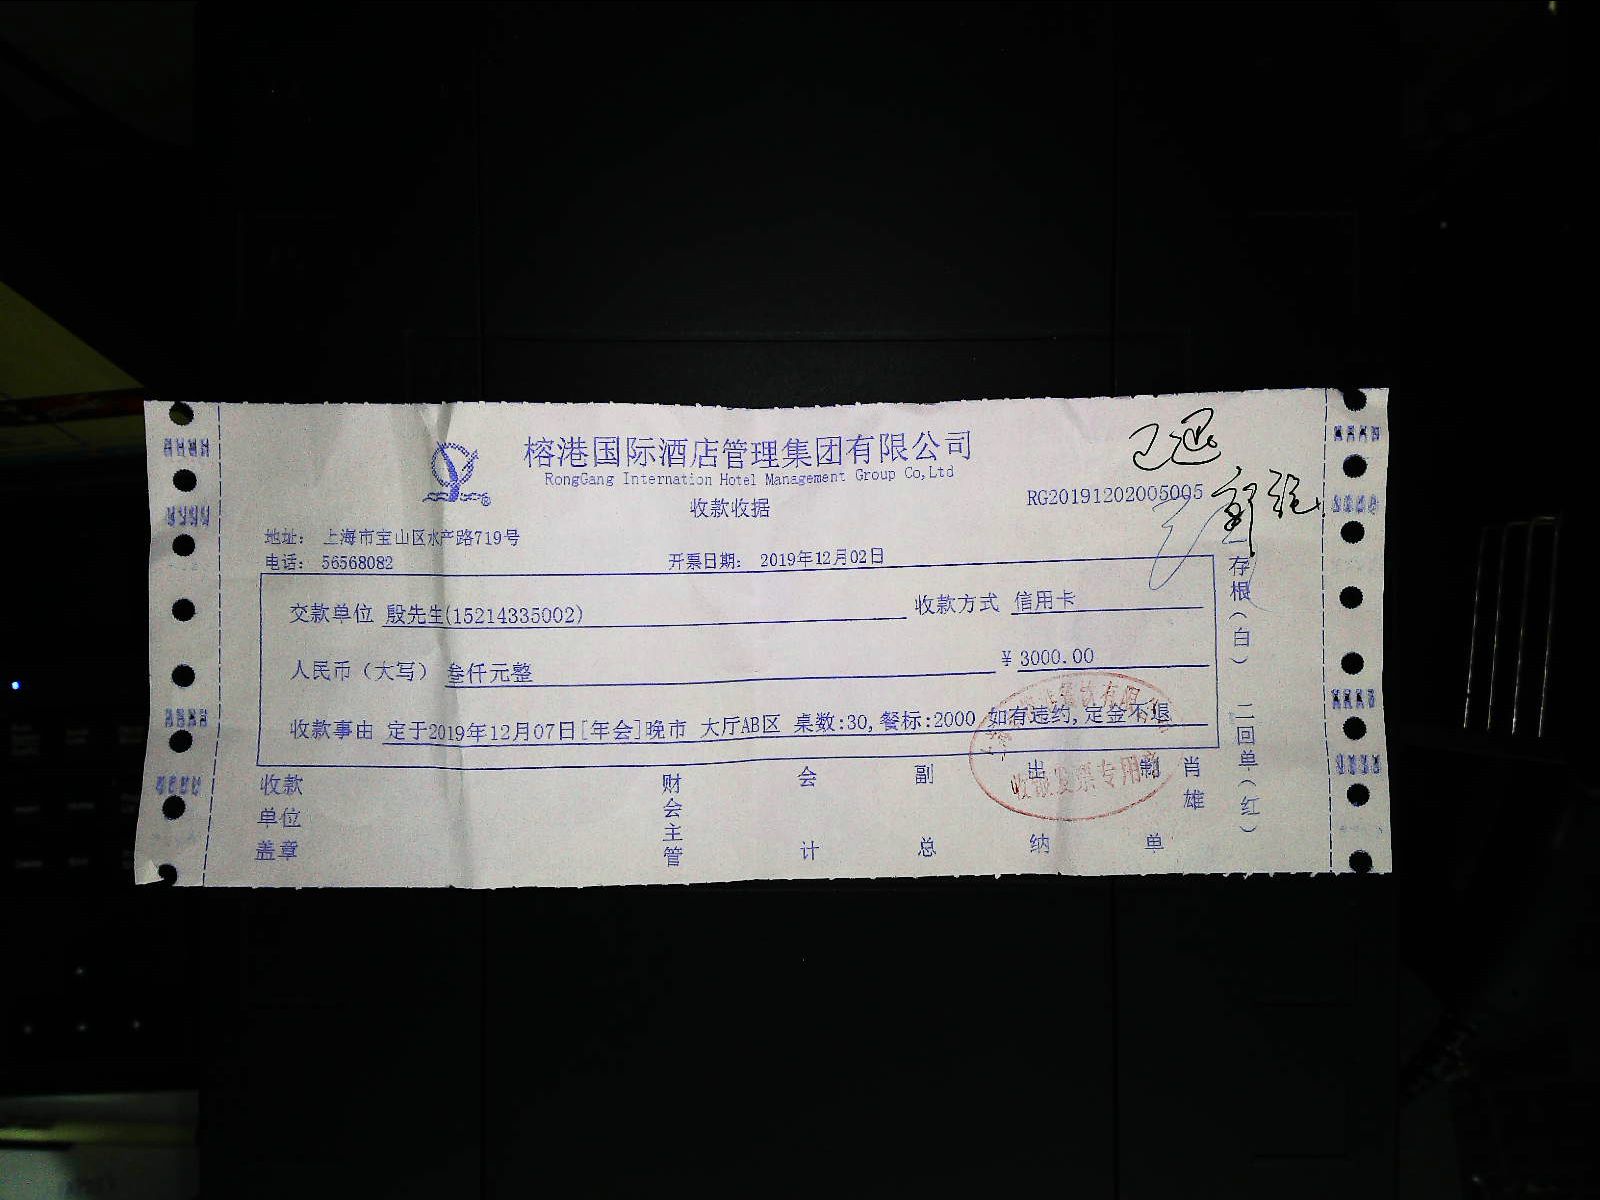 榕港国际酒店管理集团有限公司
RongGang Internation Hotel Management Group Co,Ltd
收款收据
已退
RG20191202005005
地址： 上海市宝山区水产路719号
电话： 56568082
开票日期： 2019年12月02日
交款单位 殷先生(15214335002)
收款方式 信用卡
人民币（大写） 叁仟元整
¥ 3000.00
收款事由 定于2019年12月07日[年会]晚市 大厅AB区 桌数:30,餐标:2000 如有违约,定金不退
收款单位盖章
财会主管
会计
副总
出纳
制单
肖雄
一存根（白） 二回单（红）
发票专用章